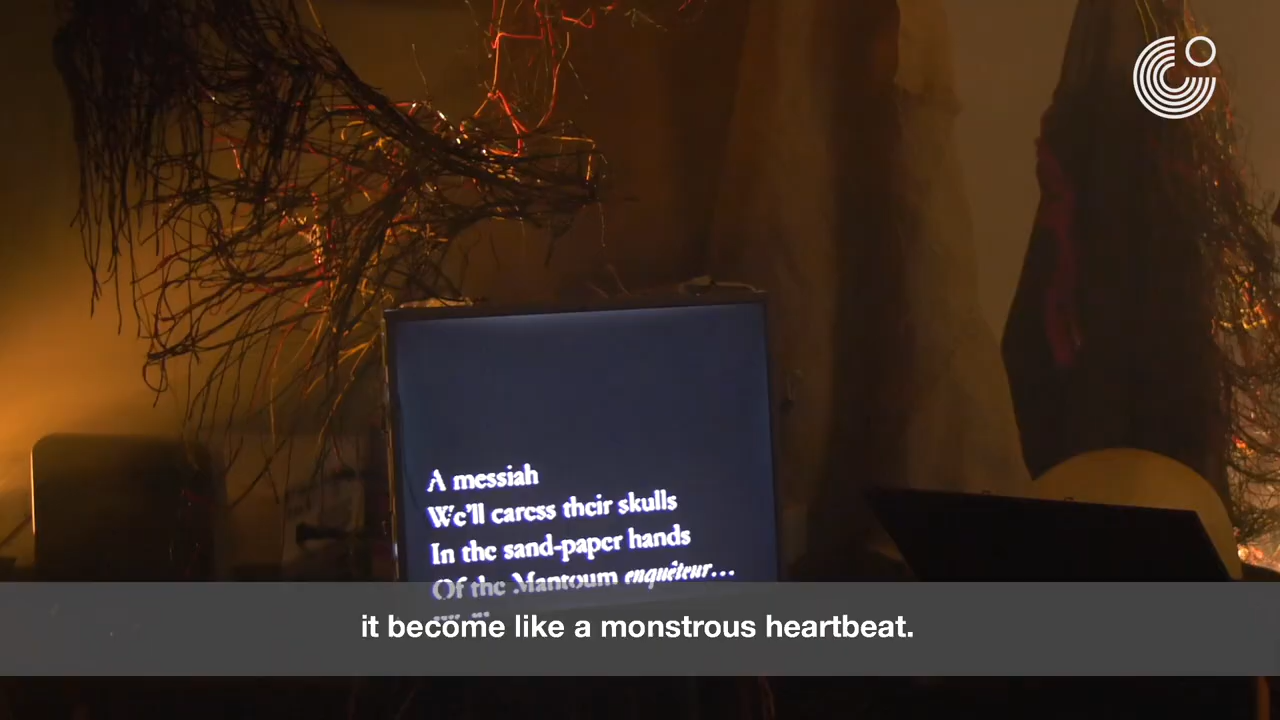 A messiah
We'll caress their skulls
In the sand-paper hands
Of the Mantoum enquêteur...
it become like a monstrous heartbeat.